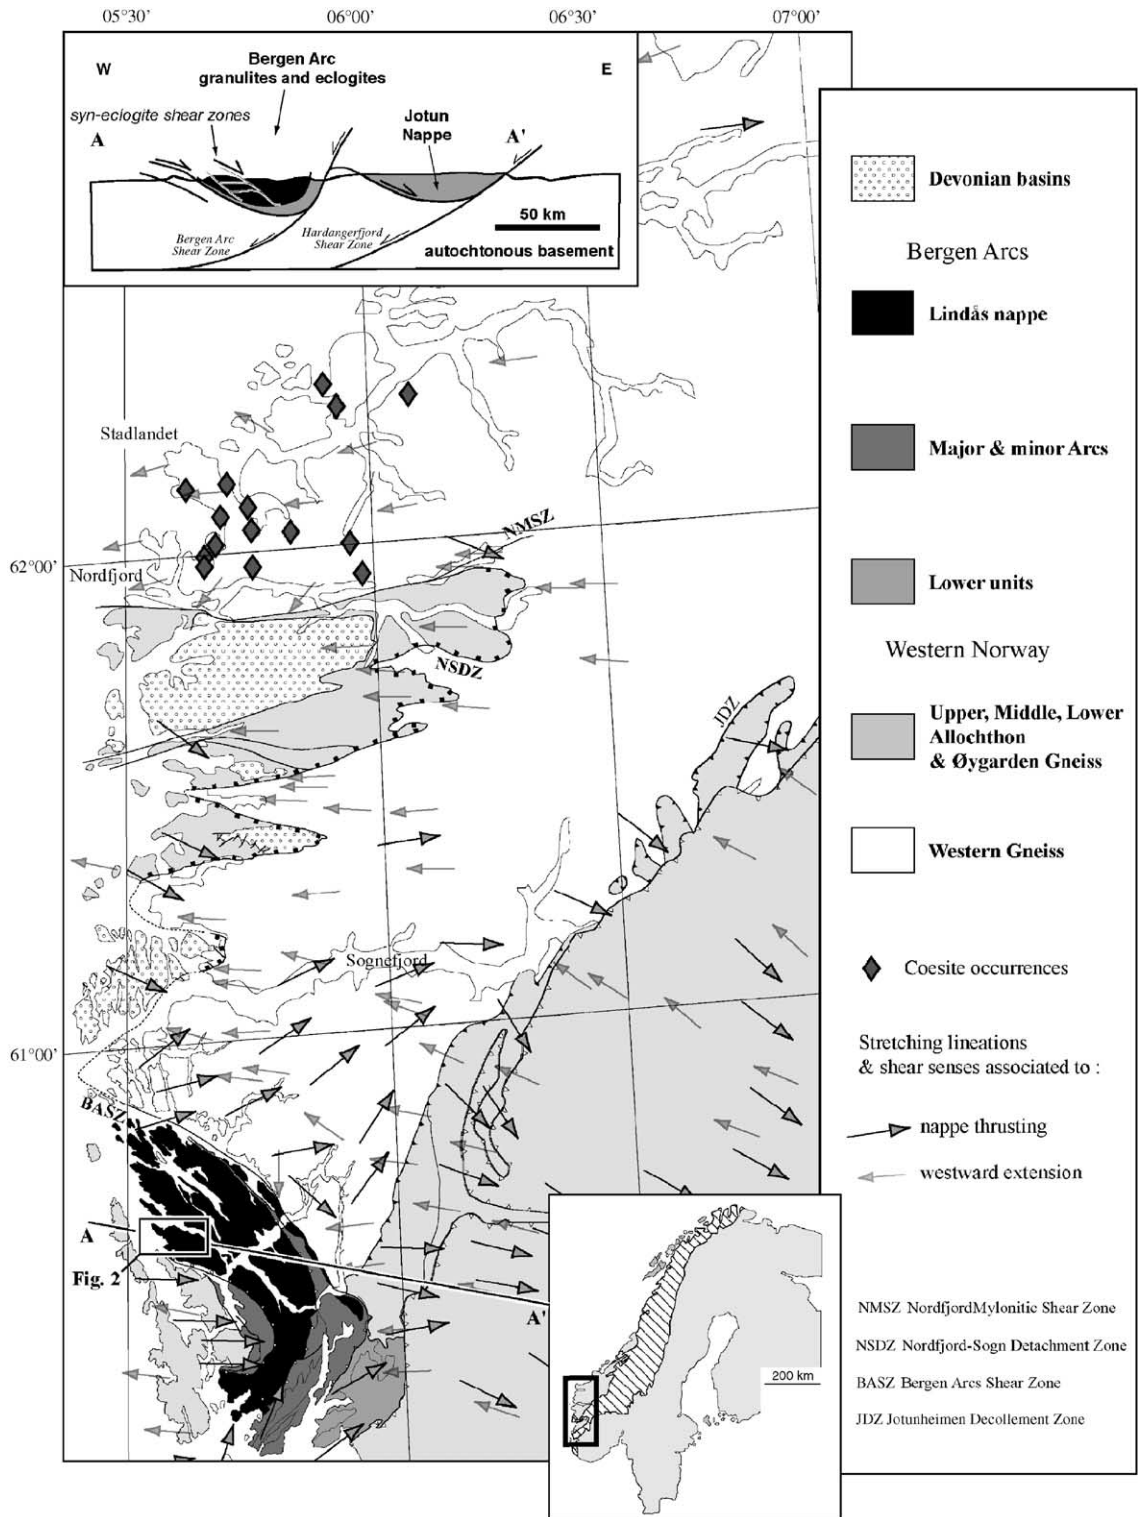 05°30'
06°00'
06°30'
07°00'
W
Bergen Arc
granulites and eclogites
E
syn-eclogite shear zones
A
Jotun
Nappe
A'
50 km
Bergen Arc
Shear Zone
Hardangerfjord
Shear Zone
autochtonous basement
Stadlandet
NMSZ
62°00'
Nordfjord
NSDZ
JDZ
Sognefjord
61°00'
BASZ
A
Fig. 2
A'
200 km
Devonian basins
Bergen Arcs
Lindås nappe
Major & minor Arcs
Lower units
Western Norway
Upper, Middle, Lower
Allochthon
& Øygarden Gneiss
Western Gneiss
Coesite occurrences
Stretching lineations
& shear senses associated to :
nappe thrusting
westward extension
NMSZ NordfjordMylonitic Shear Zone
NSDZ Nordfjord-Sogn Detachment Zone
BASZ Bergen Arcs Shear Zone
JDZ Jotunheimen Decollement Zone